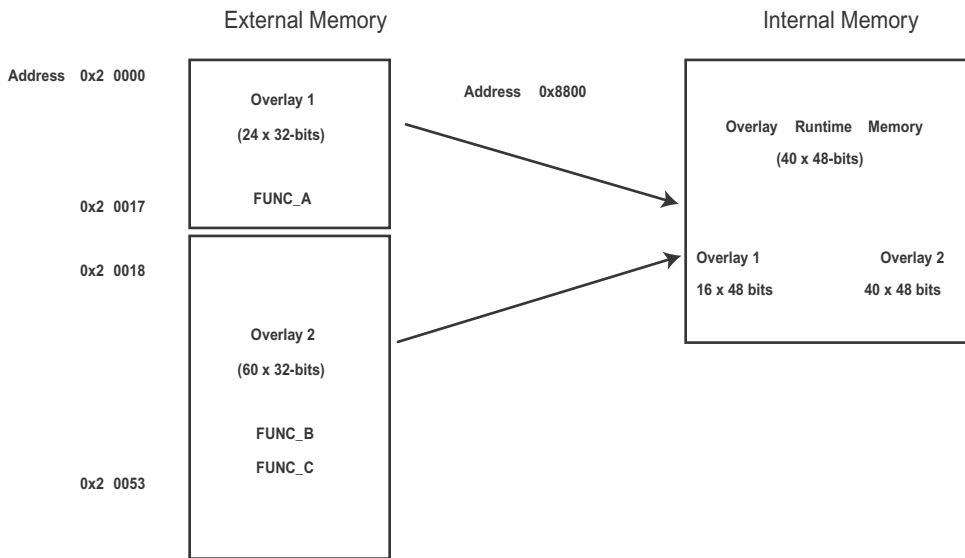 External Memory
Internal Memory
Address 0x2 0000
Overlay 1
(24 x 32-bits)
FUNC_A
0x2 0017
Address 0x8800
Overlay Runtime Memory
(40 x 48-bits)
0x2 0018
Overlay 2
(60 x 32-bits)
FUNC_B
FUNC_C
0x2 0053
Overlay 1
16 x 48 bits
Overlay 2
40 x 48 bits